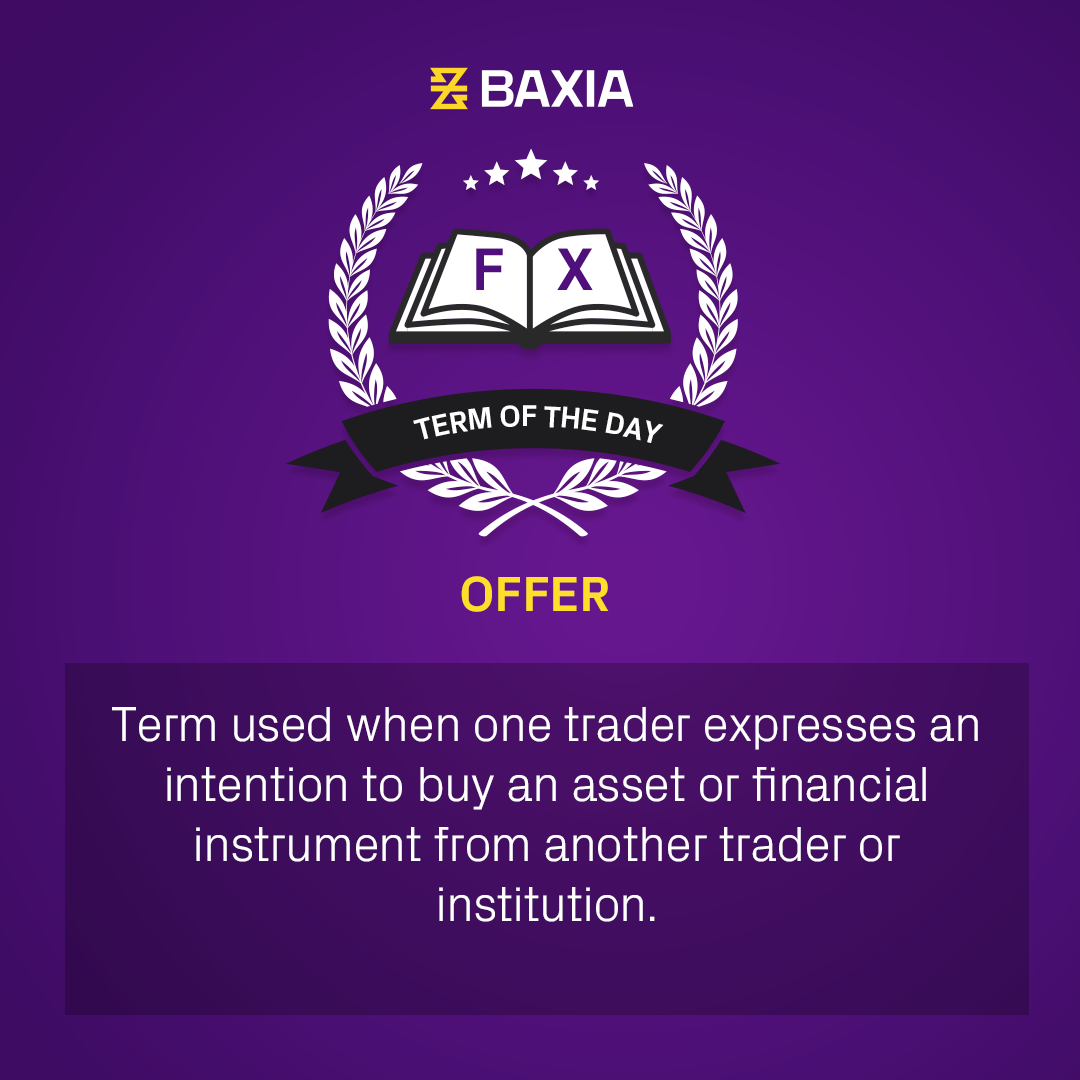 BAXIA
F X
TERM OF THE DAY
OFFER
Term used when one trader expresses an
intention to buy an asset or financial
instrument from another trader or
institution.